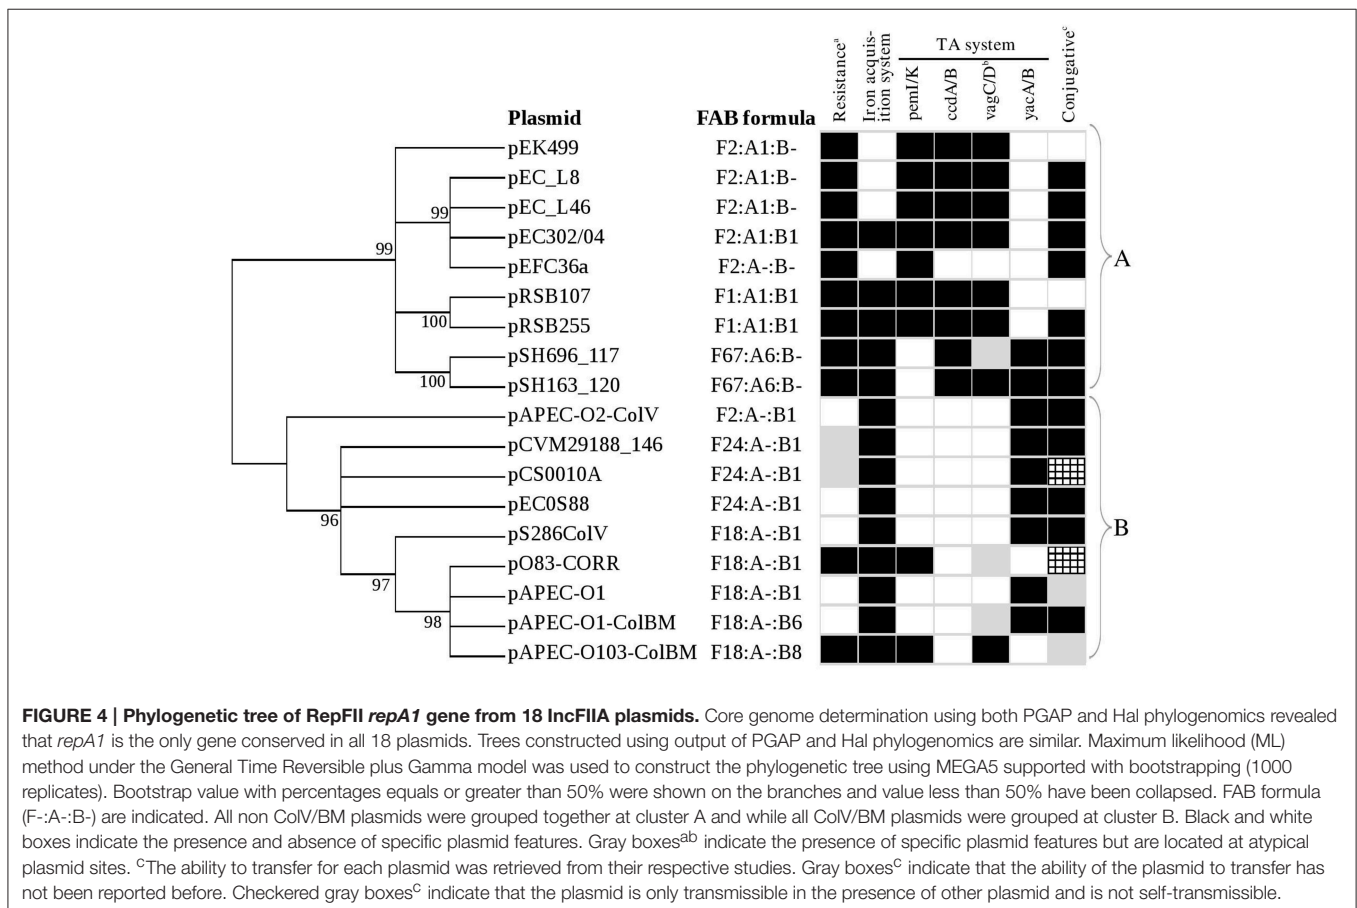 Resistanceᵃ
Iron acquis-
ition system
TA system
pemI/K
ccdA/B
vagC/Dᵇ
yacA/B
Conjugativeᶜ
Plasmid FAB formula
pEK499 F2:A1:B-
pEC_L8 F2:A1:B-
99 pEC_L46 F2:A1:B-
pEC302/04 F2:A1:B1
99
pEFC36a F2:A-:B- A
pRSB107 F1:A1:B1
100 pRSB255 F1:A1:B1
pSH696_117 F67:A6:B-
100 pSH163_120 F67:A6:B-
pAPEC-O2-ColV F2:A-:B1
pCVM29188_146 F24:A-:B1
pCS0010A F24:A-:B1
pEC0S88 F24:A-:B1
96
pS286ColV F18:A-:B1 B
pO83-CORR F18:A-:B1
97
pAPEC-O1 F18:A-:B1
98 pAPEC-O1-ColBM F18:A-:B6
pAPEC-O103-ColBM F18:A-:B8
FIGURE 4 | Phylogenetic tree of RepFII repA1 gene from 18 IncFIIA plasmids. Core genome determination using both PGAP and Hal phylogenomics revealed
that repA1 is the only gene conserved in all 18 plasmids. Trees constructed using output of PGAP and Hal phylogenomics are similar. Maximum likelihood (ML)
method under the General Time Reversible plus Gamma model was used to construct the phylogenetic tree using MEGA5 supported with bootstrapping (1000
replicates). Bootstrap value with percentages equals or greater than 50% were shown on the branches and value less than 50% have been collapsed. FAB formula
(F-:A-:B-) are indicated. All non ColV/BM plasmids were grouped together at cluster A and while all ColV/BM plasmids were grouped at cluster B. Black and white
boxes indicate the presence and absence of specific plasmid features. Gray boxesᵃᵇ indicate the presence of specific plasmid features but are located at atypical
plasmid sites. ᶜThe ability to transfer for each plasmid was retrieved from their respective studies. Gray boxesᶜ indicate that the ability of the plasmid to transfer has
not been reported before. Checkered gray boxesᶜ indicate that the plasmid is only transmissible in the presence of other plasmid and is not self-transmissible.